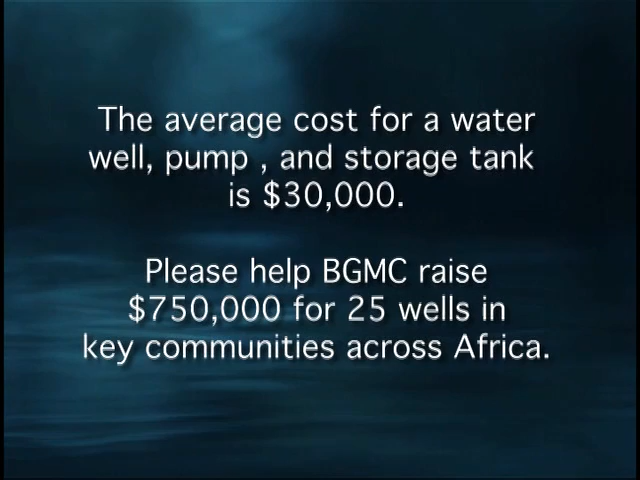 The average cost for a water
well, pump , and storage tank
is $30,000.
Please help BGMC raise
$750,000 for 25 wells in
key communities across Africa.